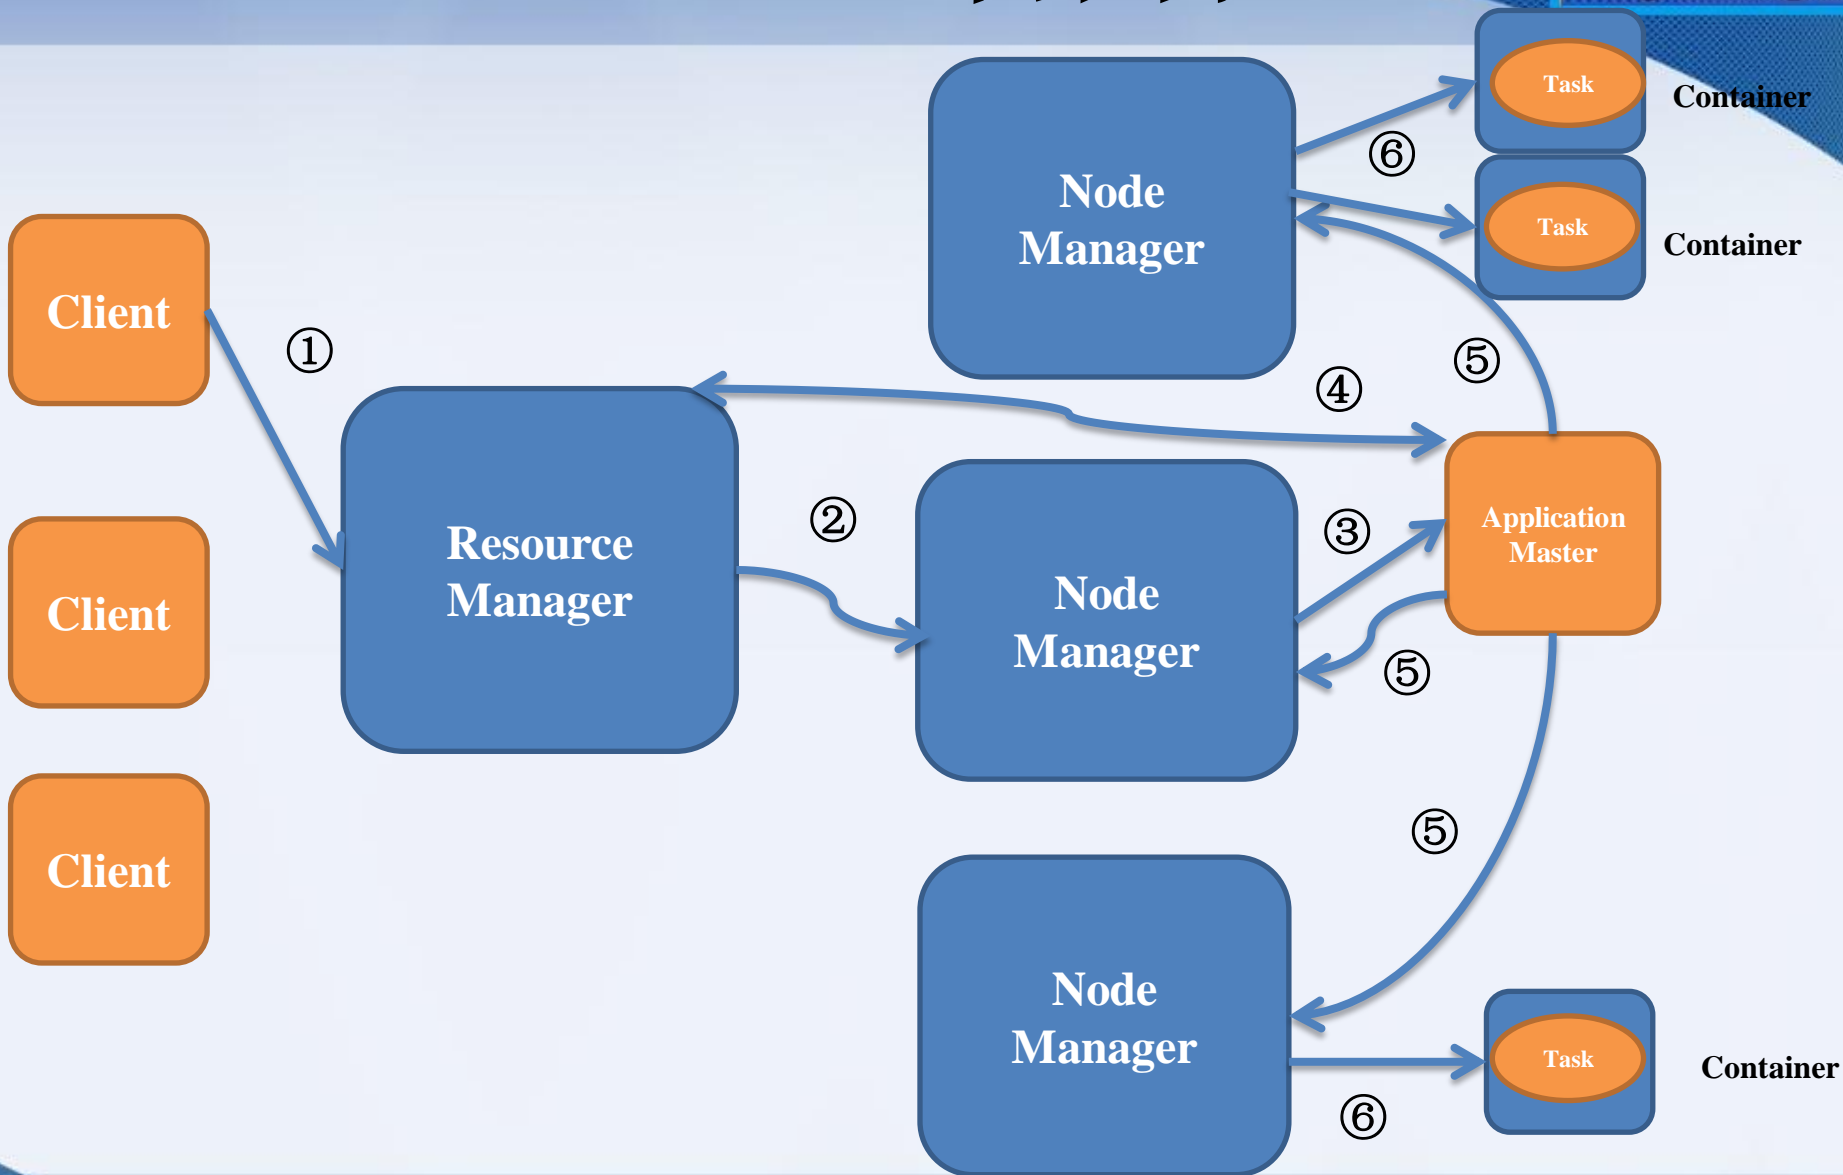 Task
Container
⑥
Node
Manager
Task
Container
Client
①
⑤
④
Resource
Manager
②
Node
Manager
③
Application
Master
Client
⑤
⑤
Client
Node
Manager
Task
Container
⑥